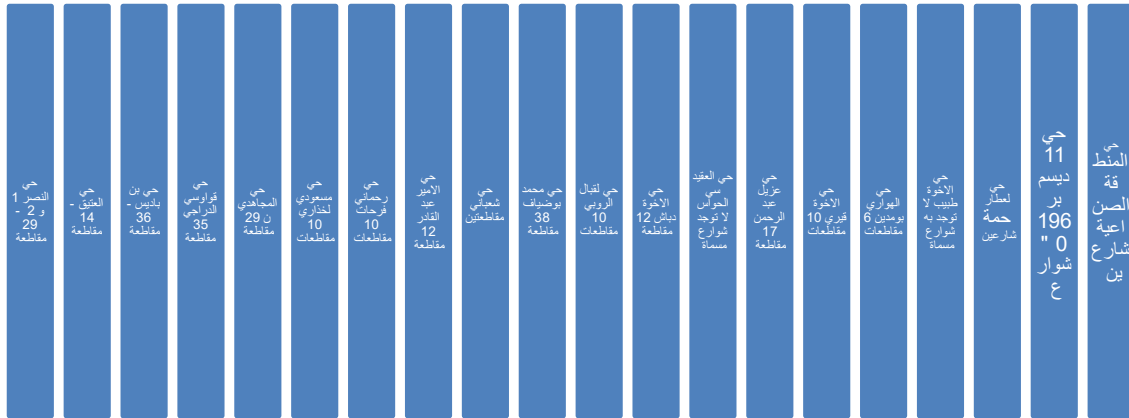 حي
المنط
قة
الصن
اعية
شارع
ين
حي
11
ديسم
بر
196
0 "
شوار
ع
حي
لعطار
حمة
شارعين
حي
الاخوة
طبيب لا
توجد به
شوارع
مسماة
حي
الهواري
بومدين 6
مقاطعات
حي
الاخوة
قيري 10
مقاطعات
حي
عزيل
عبد
الرحمن
17
مقاطعة
حي العقيد
سي
الحواس
لا توجد
شوارع
مسماة
حي
الاخوة
دباش 12
مقاطعة
حي لقبال
الروبي
10
مقاطعات
حي محمد
بوضياف
38
مقاطعة
حي
شعباني
مقاطعتين
حي
الامير
عبد
القادر
12
مقاطعة
حي
رحماني
فرحات
10
مقاطعات
حي
مسعودي
لخذاري
10
مقاطعات
حي
المجاهدي
ن 29
مقاطعة
حي
قواوسي
الدراجي
35
مقاطعة
حي بن
باديس -
36
مقاطعة
حي
العتيق -
14
مقاطعة
حي
النصر 1
و 2 -
29
مقاطعة